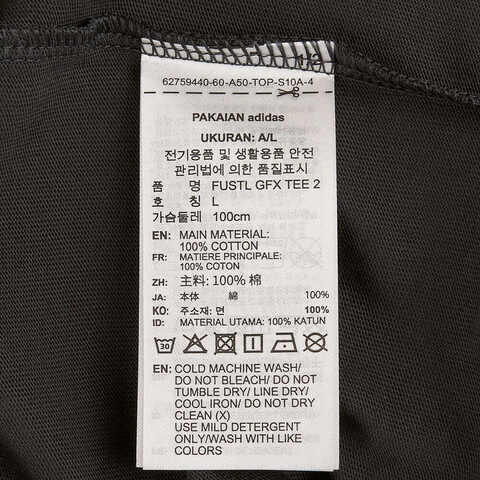 1/2
62759440-60-A50-TOP-S10A-4
PAKAIAN adidas
UKURAN: A/L
전기용품 및 생활용품 안전
관리법에 의한 품질표시
품 명 FUSTL GFX TEE 2
호 칭 L
가슴둘레 100cm
EN: MAIN MATERIAL:
100% COTTON
FR: MATIERE PRINCIPALE:
100% COTON
ZH: 主料: 100% 棉
JA: 本体 綿 100%
KO: 주소재: 면 100%
ID: MATERIAL UTAMA: 100% KATUN
30
EN: COLD MACHINE WASH/
DO NOT BLEACH/ DO NOT
TUMBLE DRY/ LINE DRY/
COOL IRON/ DO NOT DRY
CLEAN (X)
USE MILD DETERGENT
ONLY/WASH WITH LIKE
COLORS